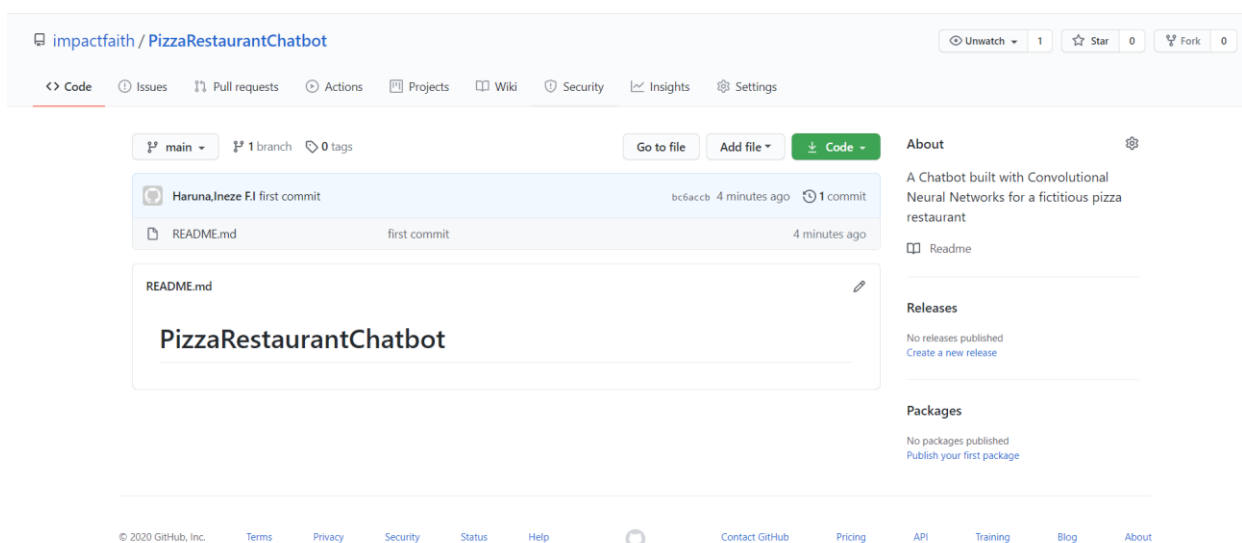 impactfaith / PizzaRestaurantChatbot
Unwatch 1 Star 0 Fork 0
Code Issues Pull requests Actions Projects Wiki Security Insights Settings
main 1 branch 0 tags Go to file Add file Code
Haruna,Ineze F.I first commit bc6accb 4 minutes ago 1 commit
README.md first commit 4 minutes ago
README.md
PizzaRestaurantChatbot
About
A Chatbot built with Convolutional
Neural Networks for a fictitious pizza
restaurant
Readme
Releases
No releases published
Create a new release
Packages
No packages published
Publish your first package
© 2020 GitHub, Inc. Terms Privacy Security Status Help Contact GitHub Pricing API Training Blog About